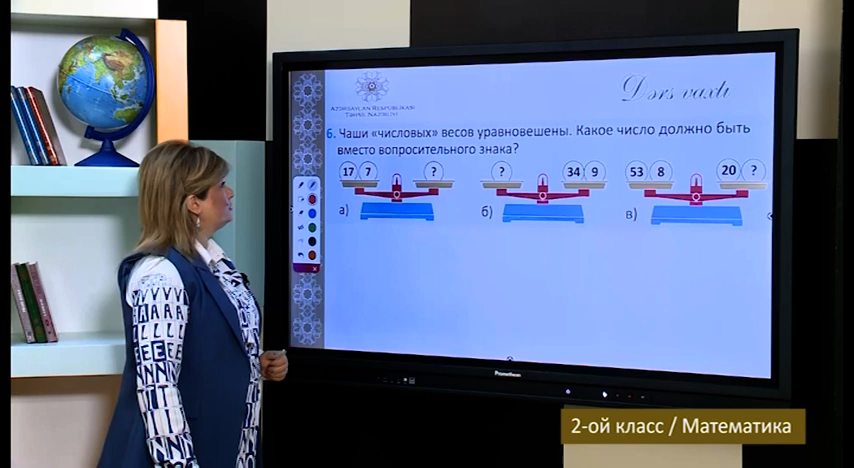 Dərs vaxtı
AZƏRBAYCAN RESPUBLİKASI
TƏHSİL NAZİRLİYİ
6. Чаши «числовых» весов уравновешены. Какое число должно быть
вместо вопросительного знака?
17 7 ?
? 34 9
53 8 20 ?
а) б) в)
Promethean
2-ой класс / Математика